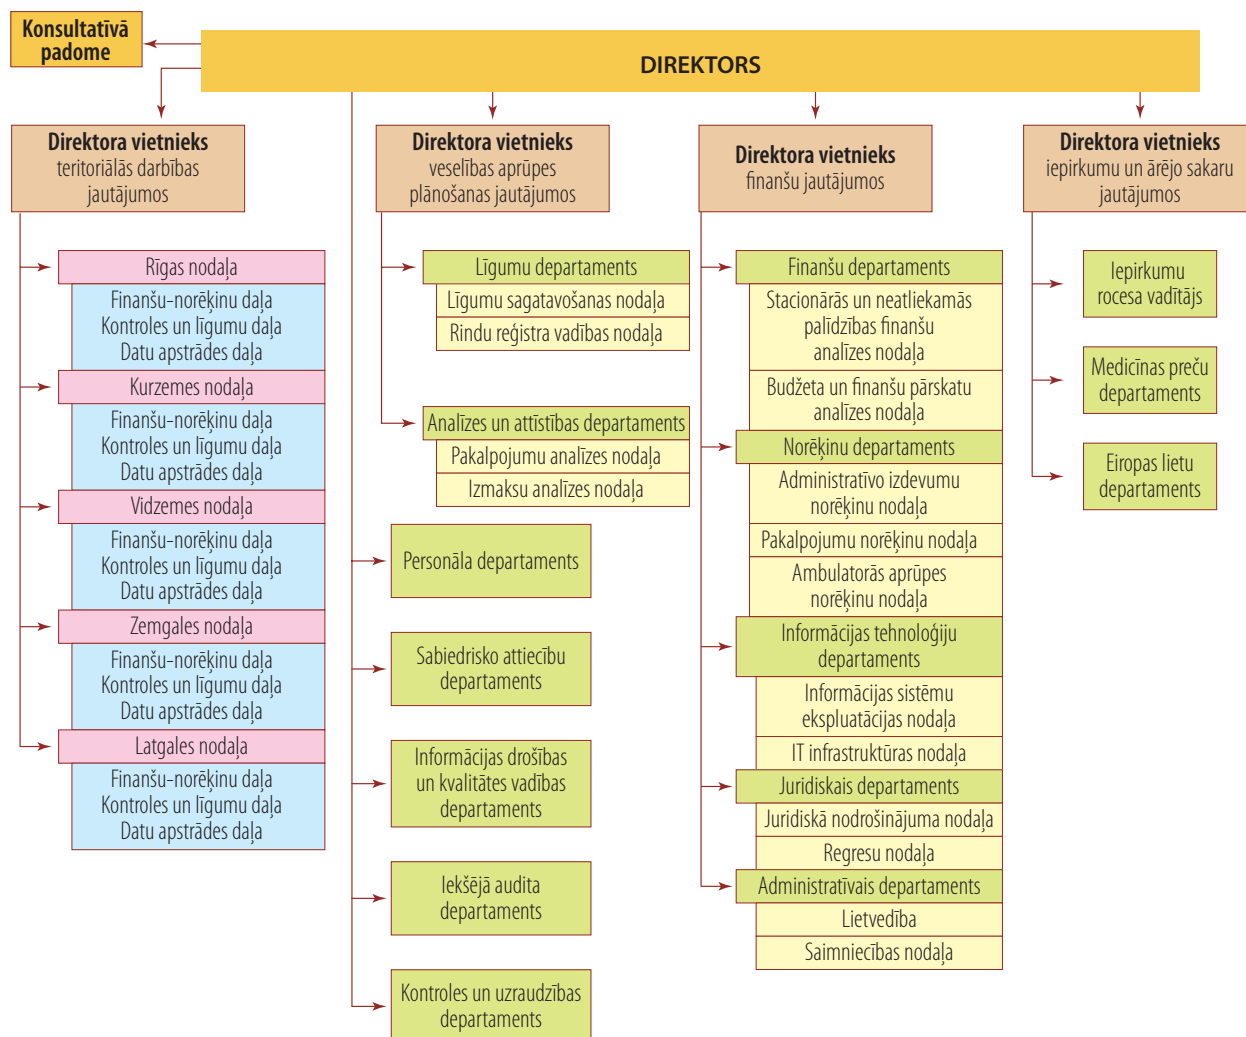 Konsultatīvā
padome
DIREKTORS
Direktora vietnieks
teritoriālās darbības
jautājumos
Rīgas nodaļa
Finanšu-norēķinu daļa
Kontroles un līgumu daļa
Datu apstrādes daļa
Kurzemes nodaļa
Finanšu-norēķinu daļa
Kontroles un līgumu daļa
Datu apstrādes daļa
Vidzemes nodaļa
Finanšu-norēķinu daļa
Kontroles un līgumu daļa
Datu apstrādes daļa
Zemgales nodaļa
Finanšu-norēķinu daļa
Kontroles un līgumu daļa
Datu apstrādes daļa
Latgales nodaļa
Finanšu-norēķinu daļa
Kontroles un līgumu daļa
Datu apstrādes daļa
Direktora vietnieks
veselības aprūpes
plānošanas jautājumos
Līgumu departaments
Līgumu sagatavošanas nodaļa
Rindu reģistra vadības nodaļa
Analīzes un attīstības departaments
Pakalpojumu analīzes nodaļa
Izmaksu analīzes nodaļa
Personāla departaments
Sabiedrisko attiecību
departaments
Informācijas drošības
un kvalitātes vadības
departaments
Iekšējā audita
departaments
Kontroles un uzraudzības
departaments
Direktora vietnieks
finanšu jautājumos
Finanšu departaments
Stacionārās un neatliekamās
palīdzības finanšu
analīzes nodaļa
Budžeta un finanšu pārskatu
analīzes nodaļa
Norēķinu departaments
Administratīvo izdevumu
norēķinu nodaļa
Pakalpojumu norēķinu nodaļa
Ambulatorās aprūpes
norēķinu nodaļa
Informācijas tehnoloģiju
departaments
Informācijas sistēmu
ekspluatācijas nodaļa
IT infrastruktūras nodaļa
Juridiskais departaments
Juridiskā nodrošinājuma nodaļa
Regresu nodaļa
Administratīvais departaments
Lietvedība
Saimniecības nodaļa
Direktora vietnieks
iepirkumu un ārējo sakaru
jautājumos
Iepirkumu
rocesa vadītājs
Medicīnas preču
departaments
Eiropas lietu
departaments